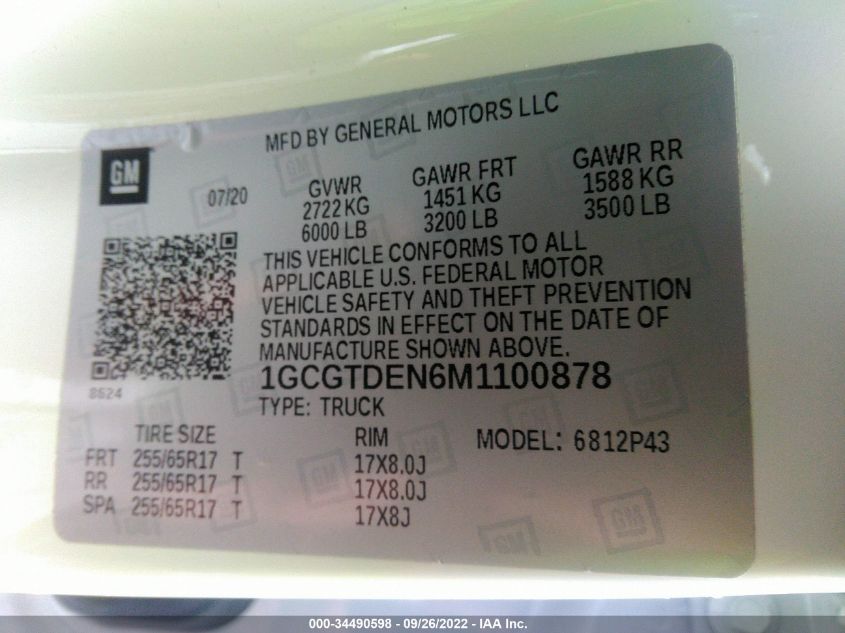 MFD BY GENERAL MOTORS LLC
GM
07/20
GVWR GAWR FRT GAWR RR
2722 KG 1451 KG 1588 KG
6000 LB 3200 LB 3500 LB
THIS VEHICLE CONFORMS TO ALL
APPLICABLE U.S. FEDERAL MOTOR
VEHICLE SAFETY AND THEFT PREVENTION
STANDARDS IN EFFECT ON THE DATE OF
MANUFACTURE SHOWN ABOVE.
8624
1GCGTDEN6M1100878
TYPE: TRUCK
TIRE SIZE RIM MODEL: 6812P43
FRT 255/65R17 T 17X8.0J
RR 255/65R17 T 17X8.0J
SPA 255/65R17 T 17X8J
GM
GM
000-34490598 - 09/26/2022 - IAA Inc.